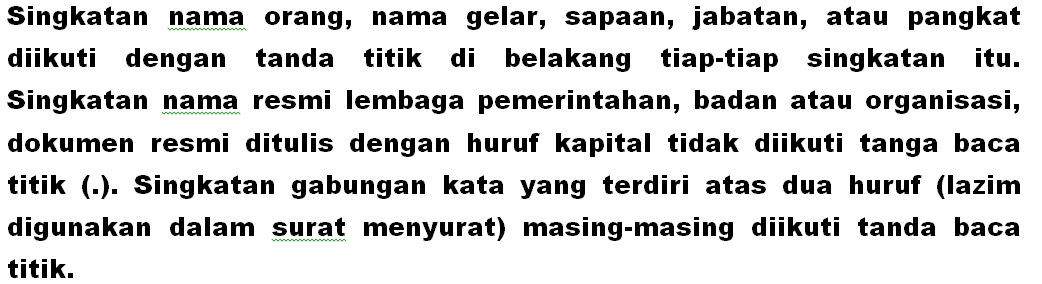 Singkatan nama orang, nama gelar, sapaan, jabatan, atau pangkat
diikuti dengan tanda titik di belakang tiap-tiap singkatan itu.
Singkatan nama resmi lembaga pemerintahan, badan atau organisasi,
dokumen resmi ditulis dengan huruf kapital tidak diikuti tanga baca
titik (.). Singkatan gabungan kata yang terdiri atas dua huruf (lazim
digunakan dalam surat menyurat) masing-masing diikuti tanda baca
titik.